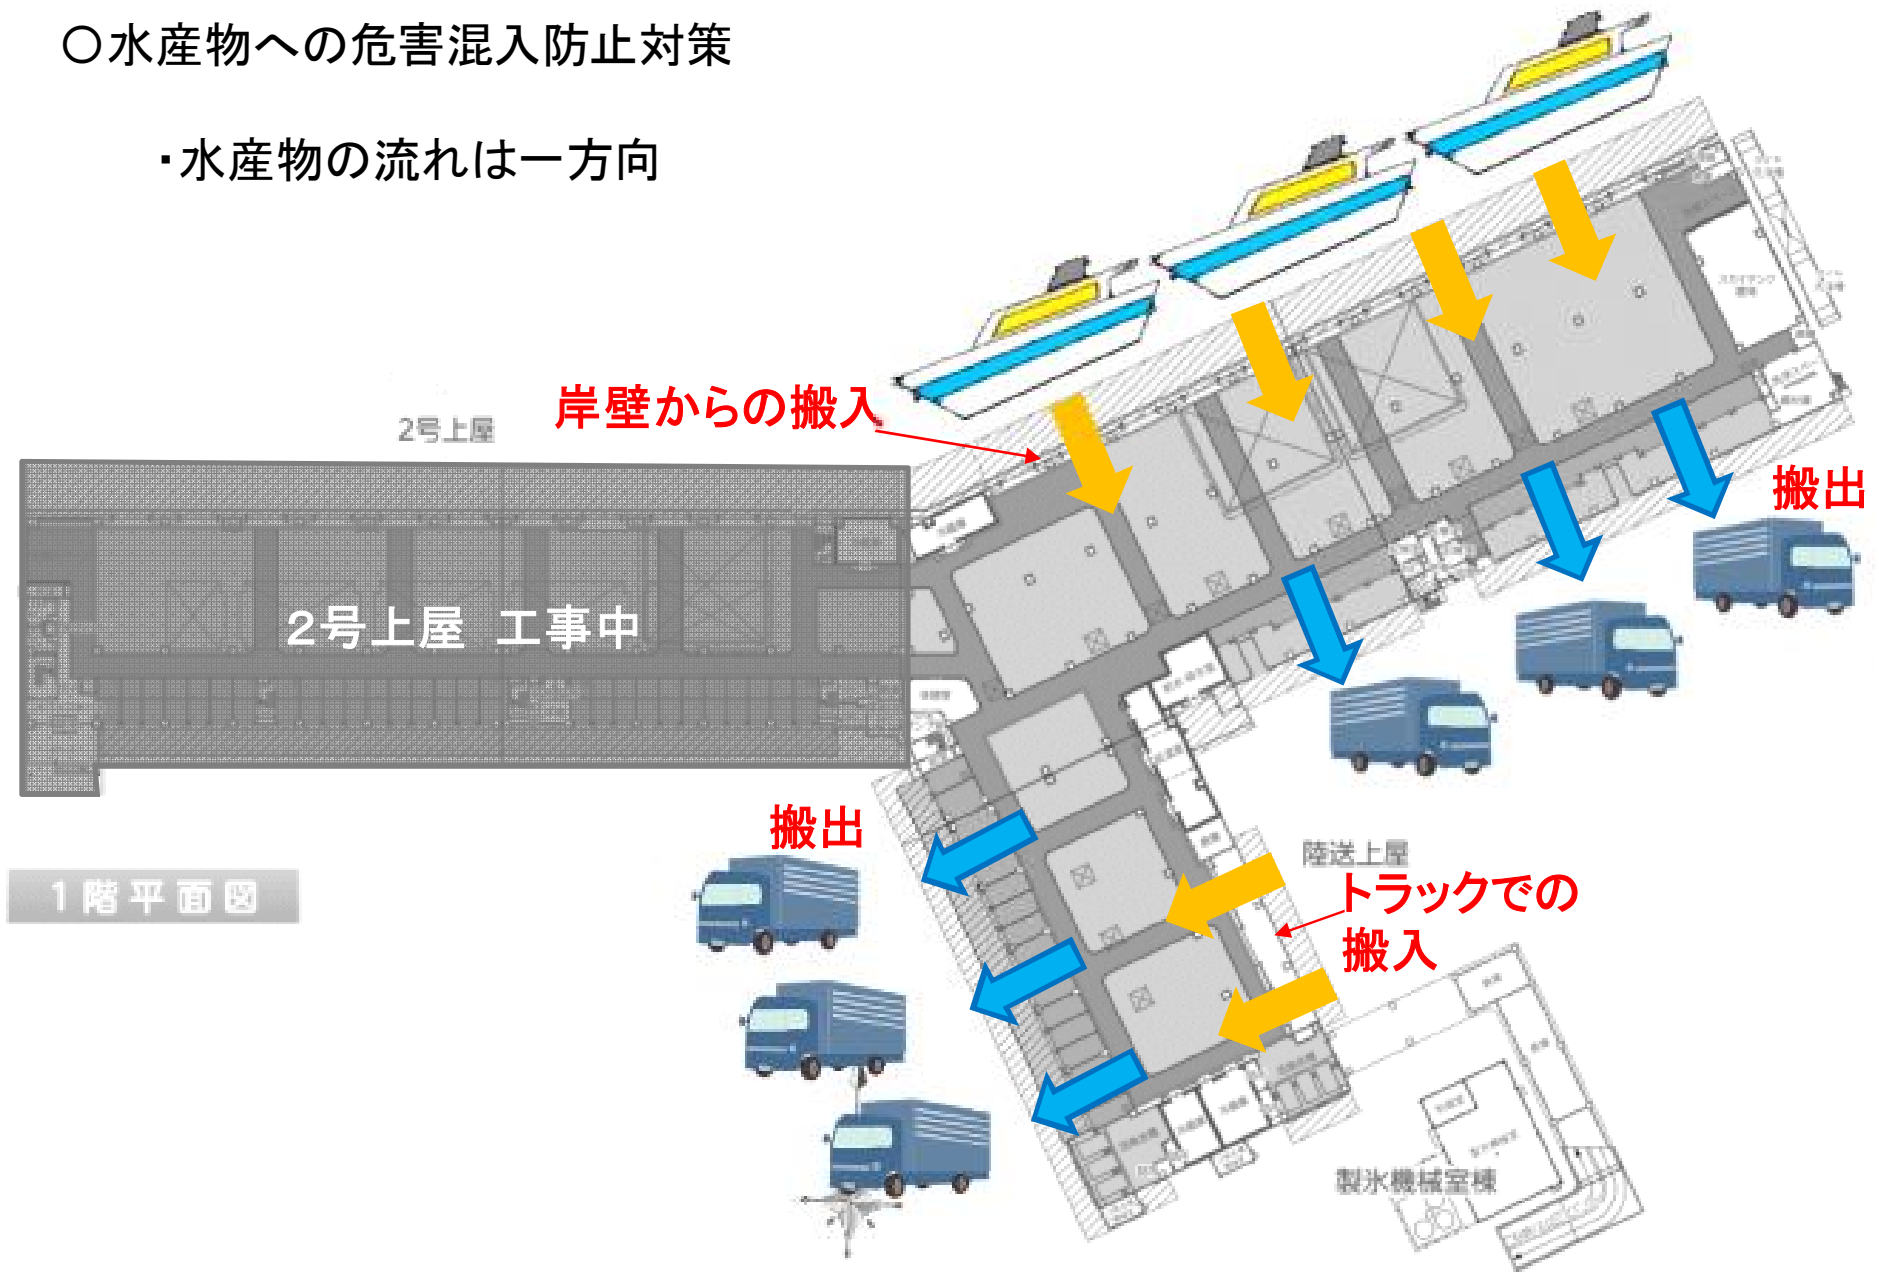 〇水産物への危害混入防止対策
・水産物の流れは一方向
岸壁からの搬入
2号上屋
搬出
2号上屋 工事中
搬出
陸送上屋
トラックでの
搬入
1階平面図
製氷機械室棟